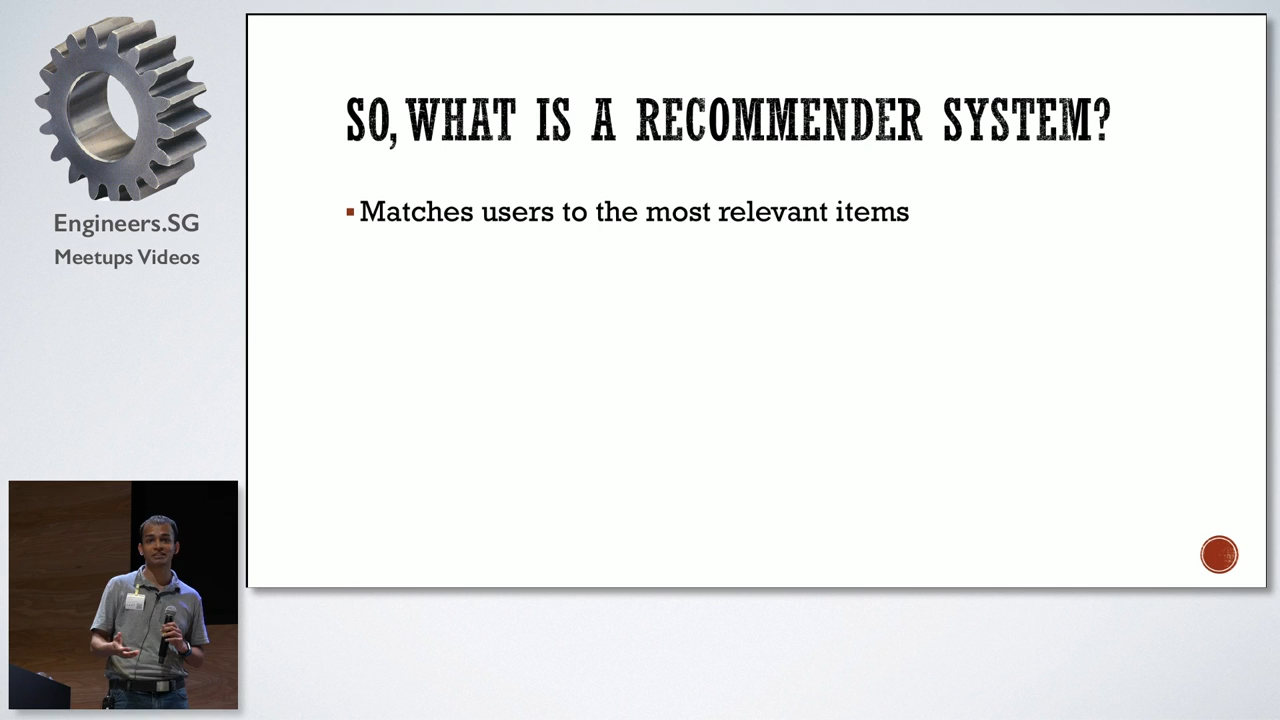 Engineers.SG
Meetups Videos
SO, WHAT IS A RECOMMENDER SYSTEM?
▪ Matches users to the most relevant items